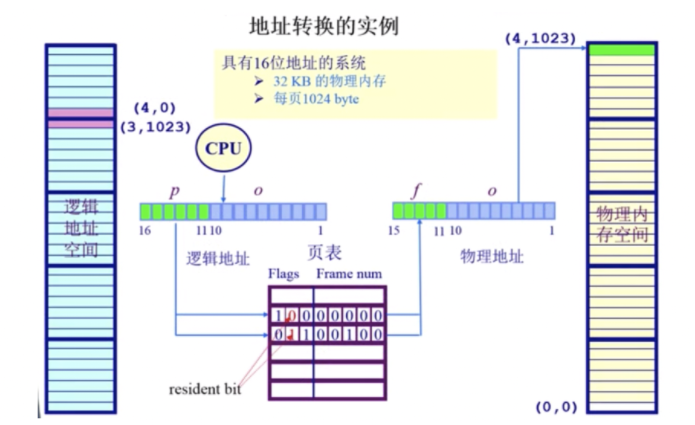 地址转换的实例
(4,1023)
具有16位地址的系统
32 KB 的物理内存
每页1024 byte
(4,0)
(3,1023)
CPU
p o
f o
16 11 10 1
15 11 10 1
逻辑
地址
空间
物理内
存空间
逻辑地址
页表
物理地址
Flags Frame num
1 0 0 0 0 0 0 0
0 1 1 0 0 1 0 0
resident bit
(0,0)